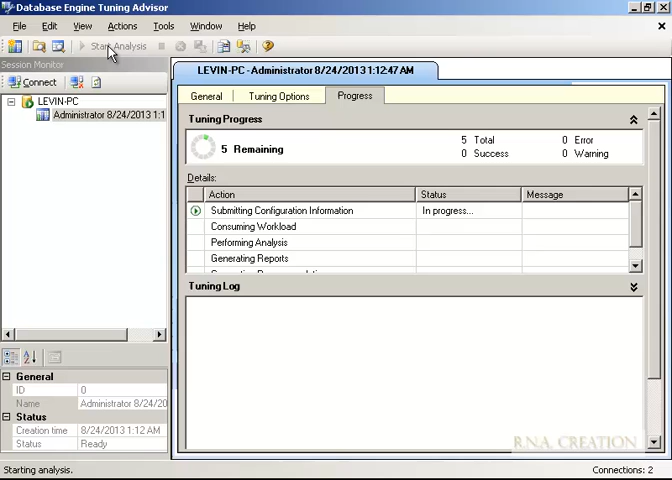 Database Engine Tuning Advisor
File Edit View Actions Tools Window Help
Start Analysis
Session Monitor
Connect
LEVIN-PC
Administrator 8/24/2013 1:1
General
ID 0
Name Administrator 8/24/20
Status
Creation time 8/24/2013 1:12 AM
Status Ready
LEVIN-PC - Administrator 8/24/2013 1:12:47 AM
General Tuning Options Progress
Tuning Progress
5 Remaining
5 Total 0 Error
0 Success 0 Warning
Details:
Action Status Message
Submitting Configuration Information In progress...
Consuming Workload
Performing Analysis
Generating Reports
Tuning Log
R.N.A. CREATION
Starting analysis. Connections: 2